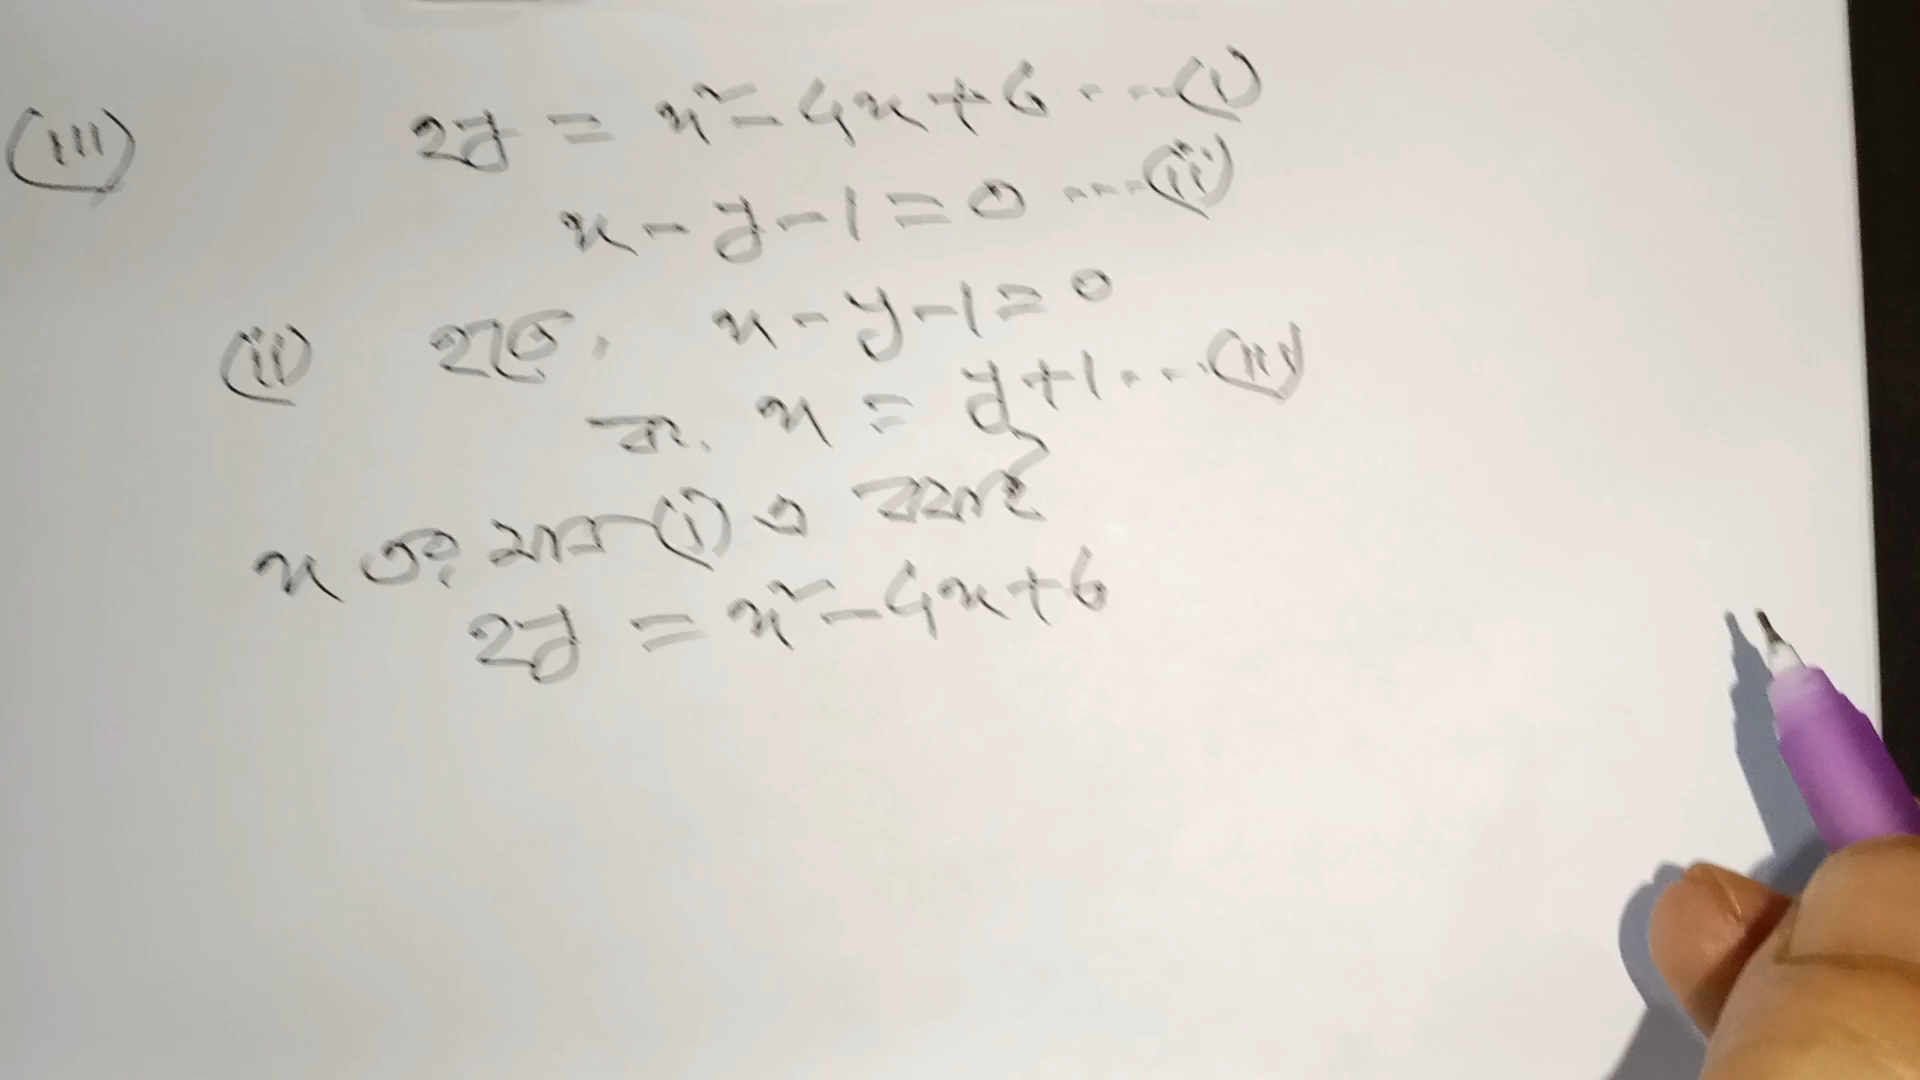 (iii) 2y = x² - 4x + 6 ...(i)
x - y - 1 = 0 ...(ii)
(ii) হতে, x - y - 1 = 0
বা, x = y + 1 ...(iii)
x এর মান (i) এ বসাই
2y = x² - 4x + 6